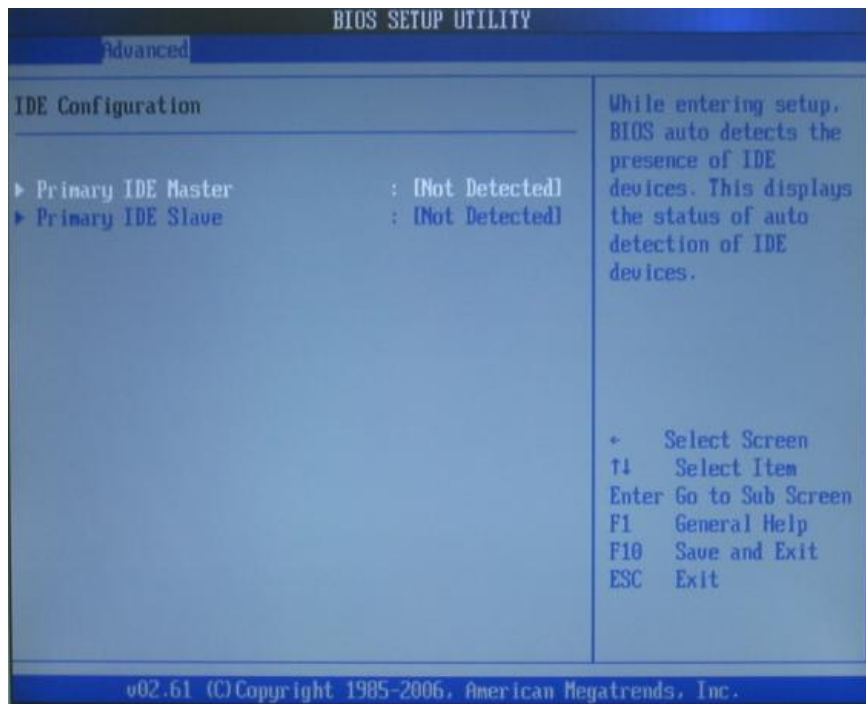 BIOS SETUP UTILITY
Advanced
IDE Configuration
▶ Primary IDE Master : [Not Detected]
▶ Primary IDE Slave : [Not Detected]
While entering setup,
BIOS auto detects the
presence of IDE
devices. This displays
the status of auto
detection of IDE
devices.
← Select Screen
↑↓ Select Item
Enter Go to Sub Screen
F1 General Help
F10 Save and Exit
ESC Exit
v02.61 (C)Copyright 1985-2006, American Megatrends, Inc.